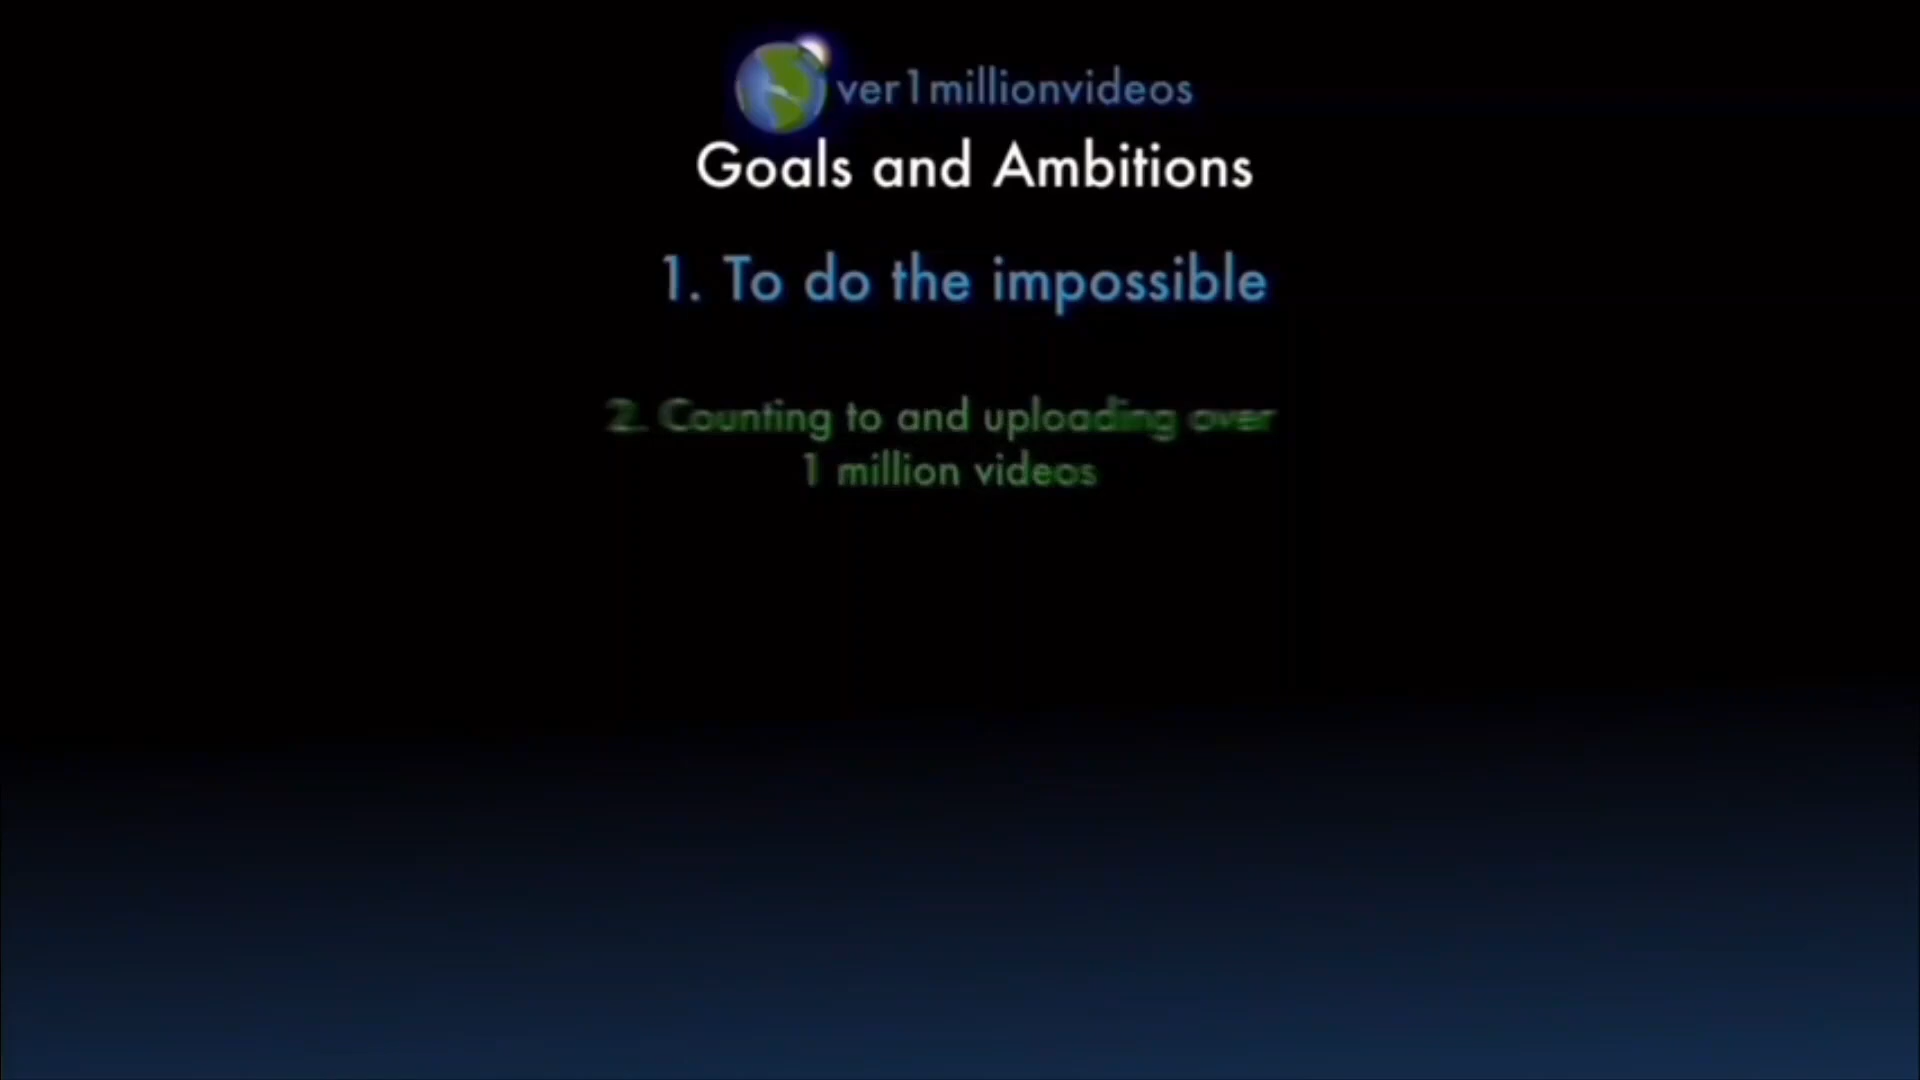 ver1millionvideos
Goals and Ambitions
1. To do the impossible
2. Counting to and uploading over
1 million videos